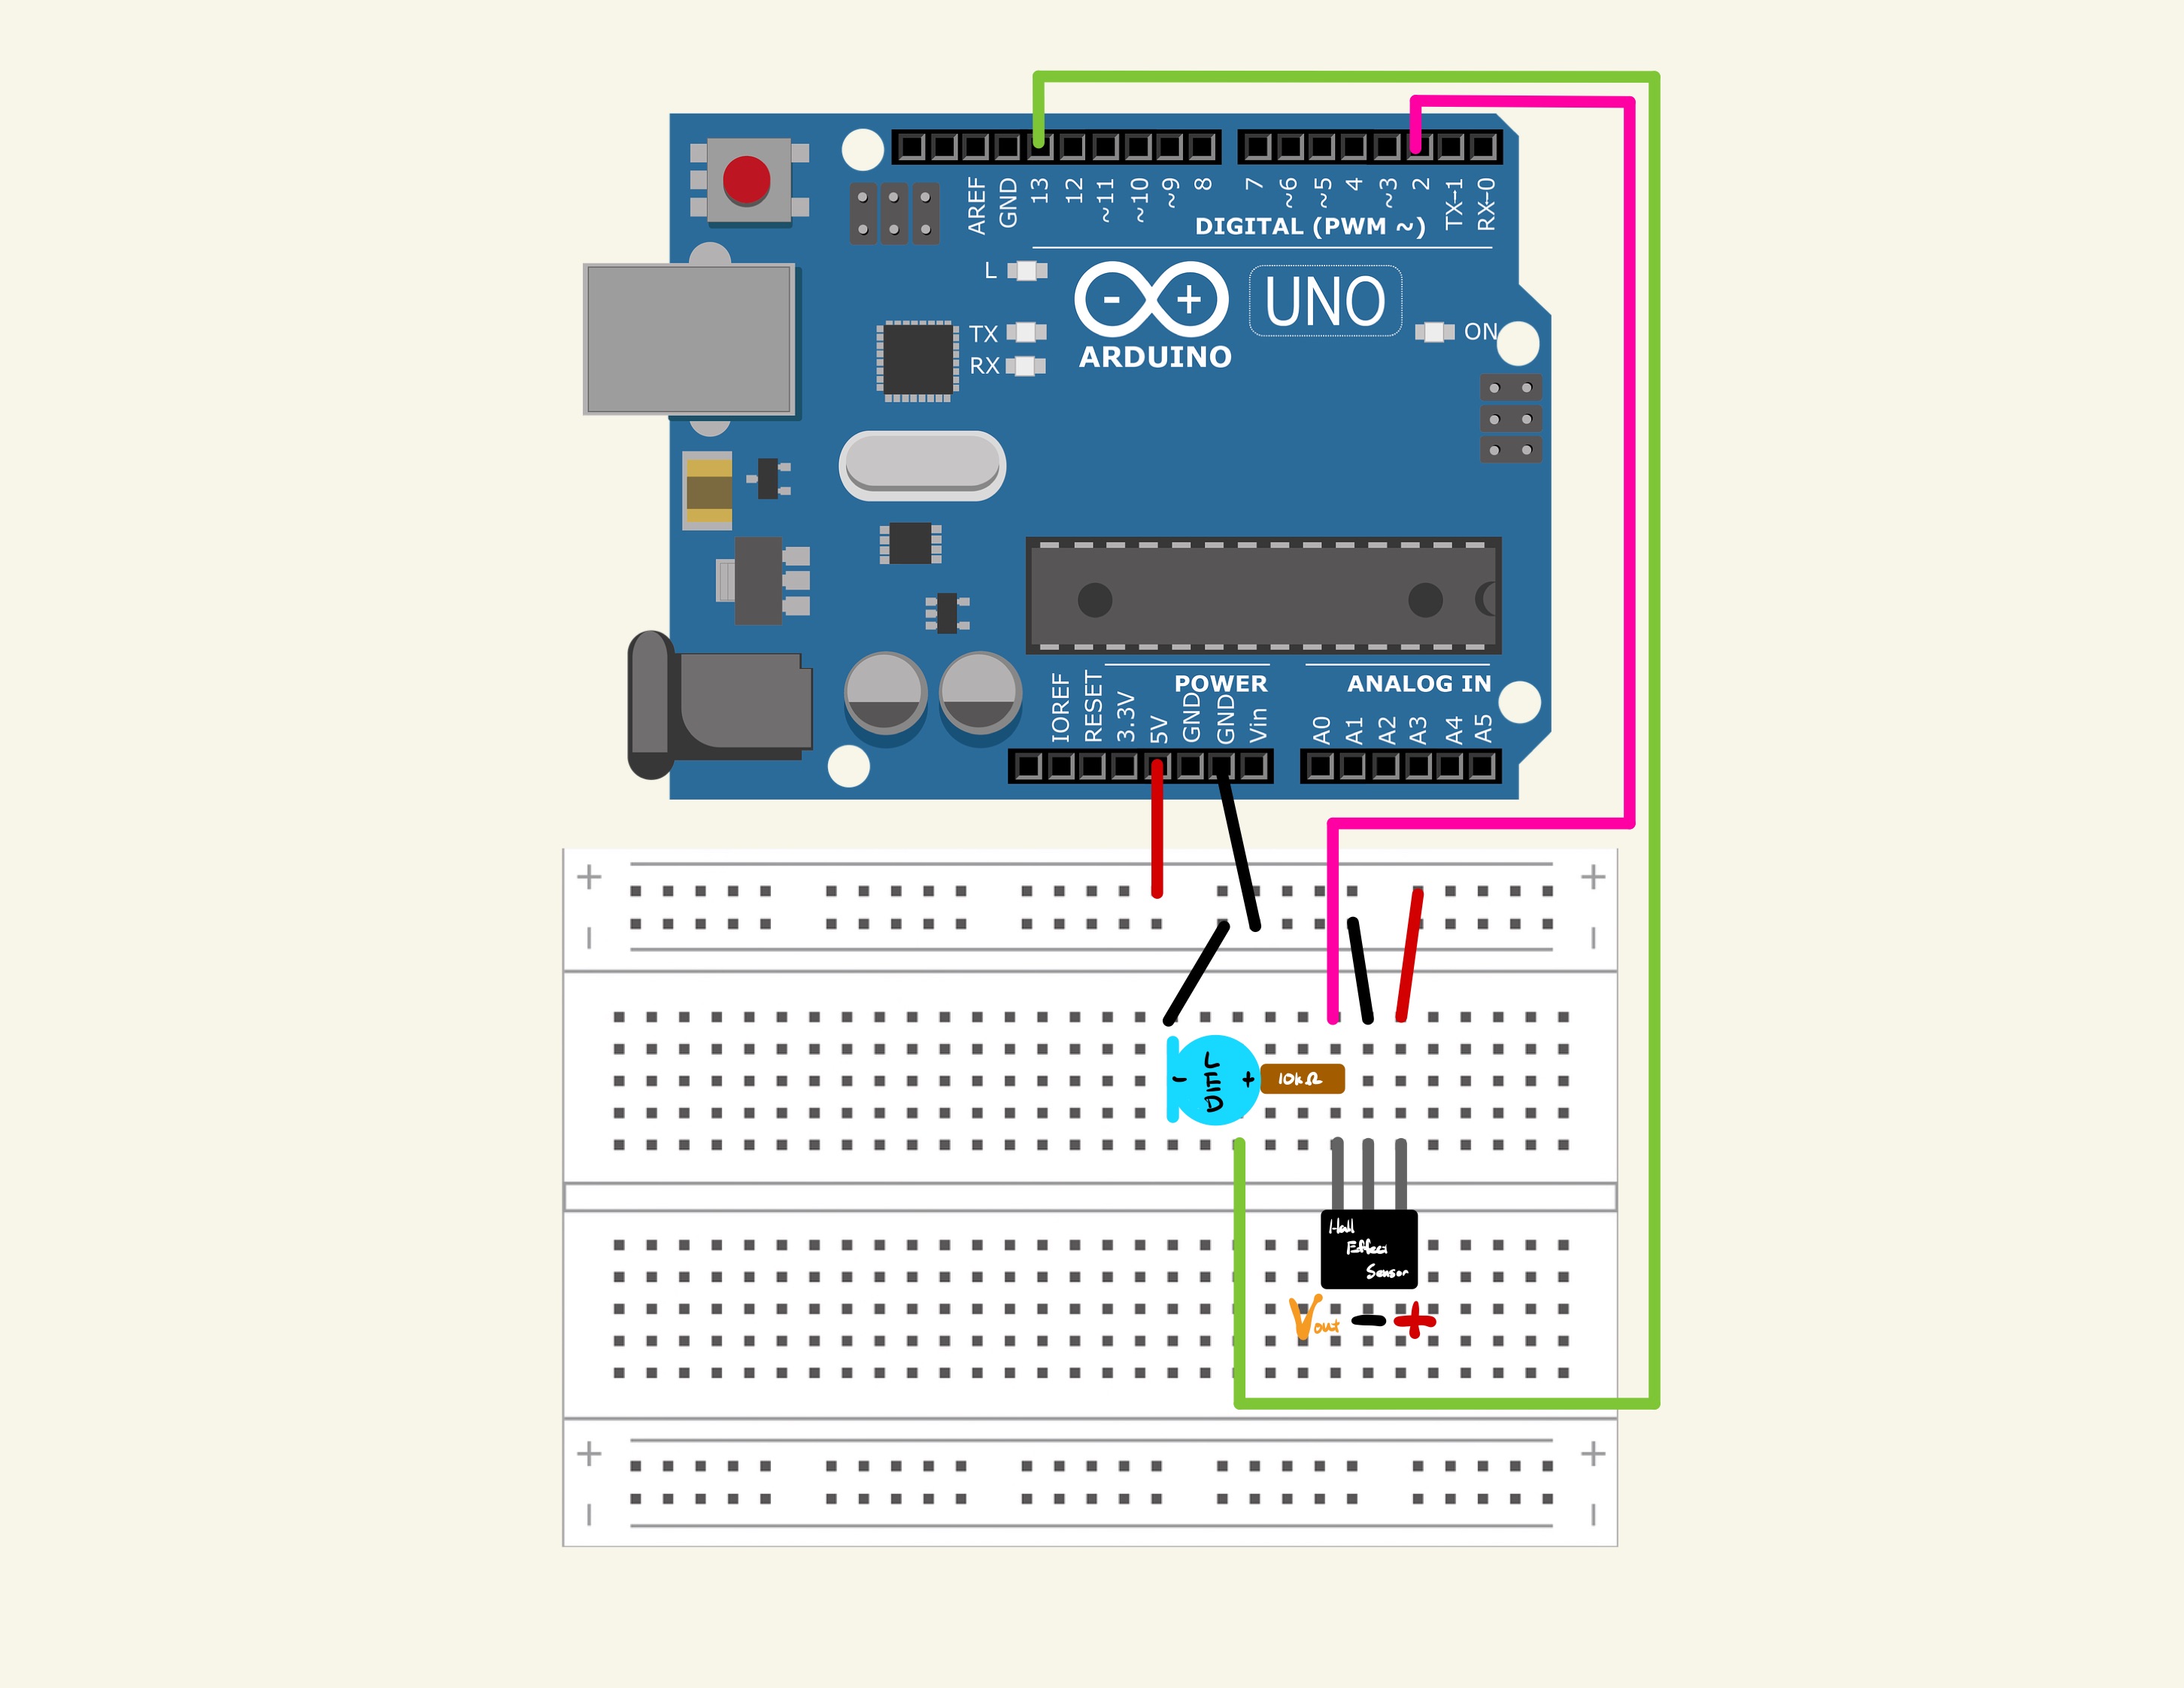 AREF
GND
13
12
~11
~10
~9
8
7
~6
~5
4
~3
2
TX→1
RX←0
DIGITAL (PWM ~)
L
- +
UNO
TX
RX
ARDUINO
ON
POWER
ANALOG IN
IOREF
RESET
3.3V
5V
GND
GND
Vin
A0
A1
A2
A3
A4
A5
+ +
- -
- LED +
10kΩ
Hall
Effect
Sensor
Vout - +
+ +
- -